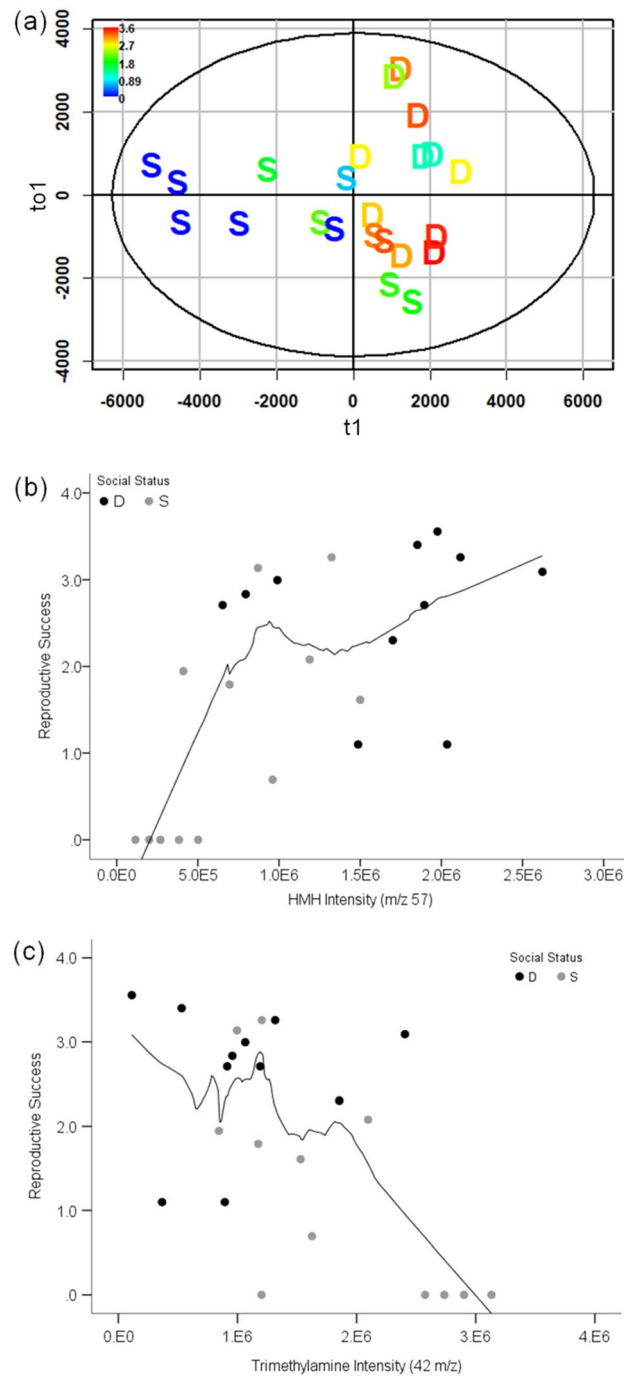 (a)
3.6
2.7
1.8
0.89
0
4000
2000
0
-2000
-4000
to1
D
D
D
D
D
D
D
S
S
S
S
S
S
S
S
D
S
S
D
D
D
S
S
-6000 -4000 -2000 0 2000 4000 6000
t1
(b)
Social Status
D S
4.0
3.0
2.0
1.0
.0
Reproductive Success
0.0E0 5.0E5 1.0E6 1.5E6 2.0E6 2.5E6 3.0E6
HMH Intensity (m/z 57)
(c)
Social Status
D S
4.0
3.0
2.0
1.0
.0
Reproductive Success
0.E0 1.E6 2.E6 3.E6 4.E6
Trimethylamine Intensity (42 m/z)